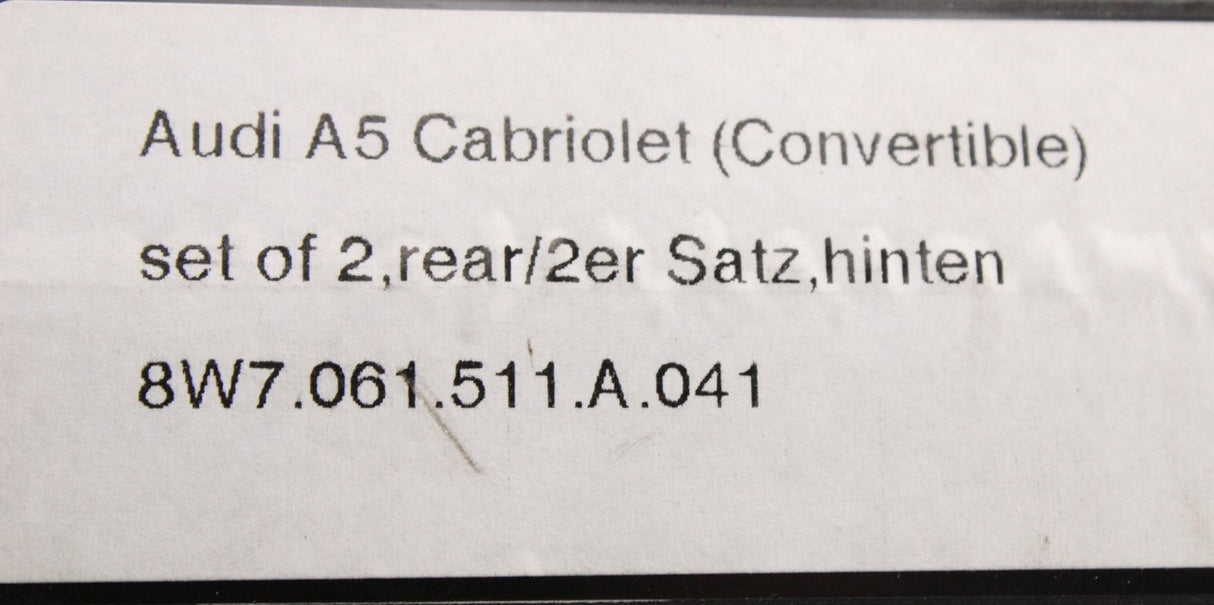 Audi A5 Cabriolet (Convertible)
set of 2,rear/2er Satz,hinten
8W7.061.511.A.041